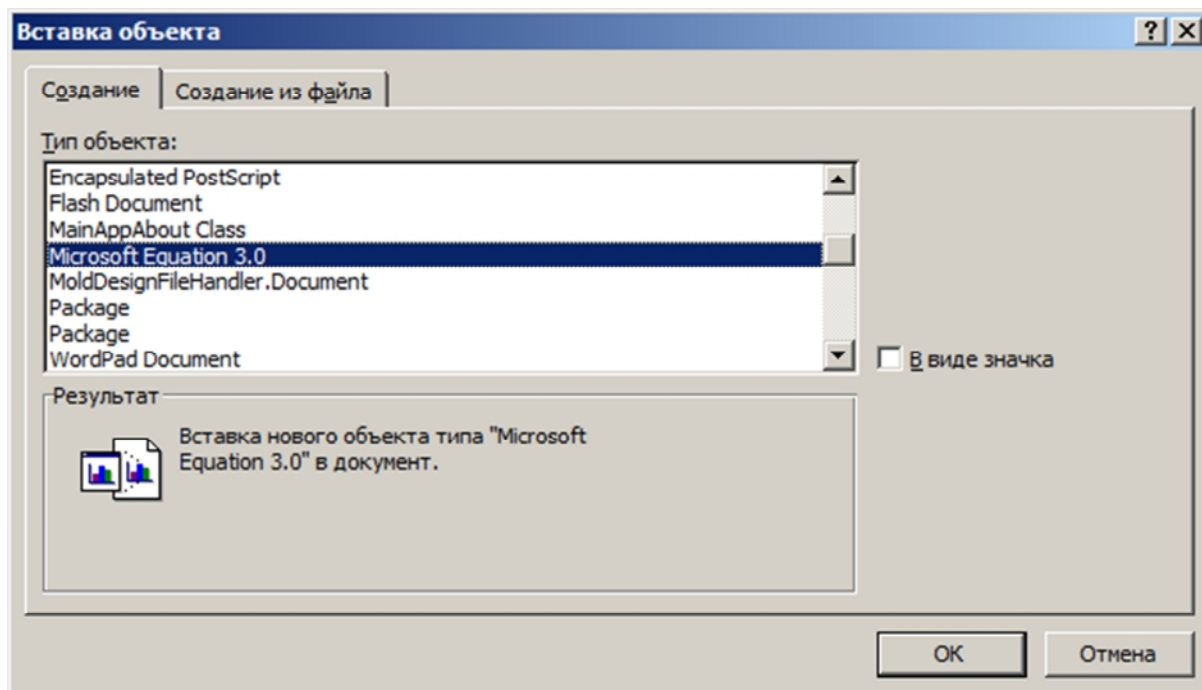 Вставка объекта
Создание
Создание из файла
Тип объекта:
Encapsulated PostScript
Flash Document
MainAppAbout Class
Microsoft Equation 3.0
MoldDesignFileHandler.Document
Package
Package
WordPad Document
В виде значка
Результат
Вставка нового объекта типа "Microsoft
Equation 3.0" в документ.
OK
Отмена